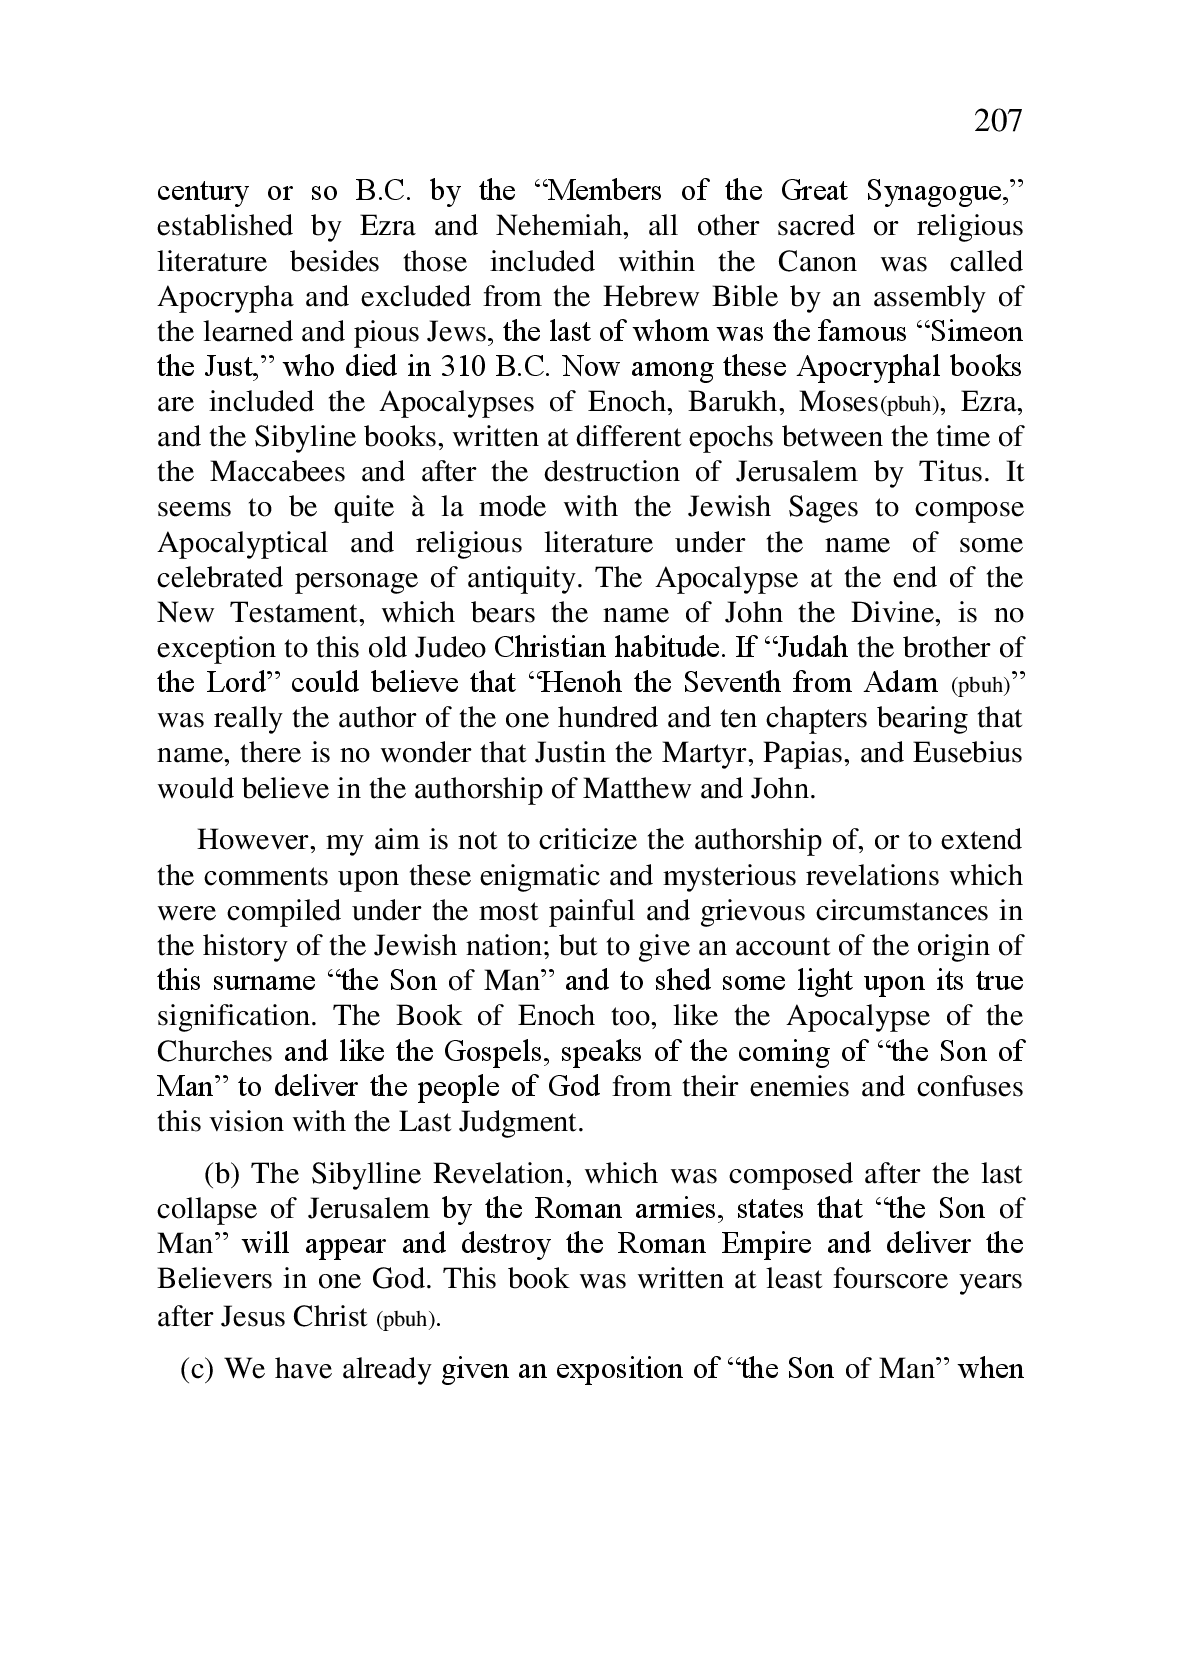 207
century or so B.C. by the “Members of the Great Synagogue,”
established by Ezra and Nehemiah, all other sacred or religious
literature besides those included within the Canon was called
Apocrypha and excluded from the Hebrew Bible by an assembly of
the learned and pious Jews, the last of whom was the famous “Simeon
the Just,” who died in 310 B.C. Now among these Apocryphal books
are included the Apocalypses of Enoch, Barukh, Moses(pbuh), Ezra,
and the Sibyline books, written at different epochs between the time of
the Maccabees and after the destruction of Jerusalem by Titus. It
seems to be quite à la mode with the Jewish Sages to compose
Apocalyptical and religious literature under the name of some
celebrated personage of antiquity. The Apocalypse at the end of the
New Testament, which bears the name of John the Divine, is no
exception to this old Judeo Christian habitude. If “Judah the brother of
the Lord” could believe that “Henoh the Seventh from Adam (pbuh)”
was really the author of the one hundred and ten chapters bearing that
name, there is no wonder that Justin the Martyr, Papias, and Eusebius
would believe in the authorship of Matthew and John.
However, my aim is not to criticize the authorship of, or to extend
the comments upon these enigmatic and mysterious revelations which
were compiled under the most painful and grievous circumstances in
the history of the Jewish nation; but to give an account of the origin of
this surname “the Son of Man” and to shed some light upon its true
signification. The Book of Enoch too, like the Apocalypse of the
Churches and like the Gospels, speaks of the coming of “the Son of
Man” to deliver the people of God from their enemies and confuses
this vision with the Last Judgment.
(b) The Sibylline Revelation, which was composed after the last
collapse of Jerusalem by the Roman armies, states that “the Son of
Man” will appear and destroy the Roman Empire and deliver the
Believers in one God. This book was written at least fourscore years
after Jesus Christ (pbuh).
(c) We have already given an exposition of “the Son of Man” when